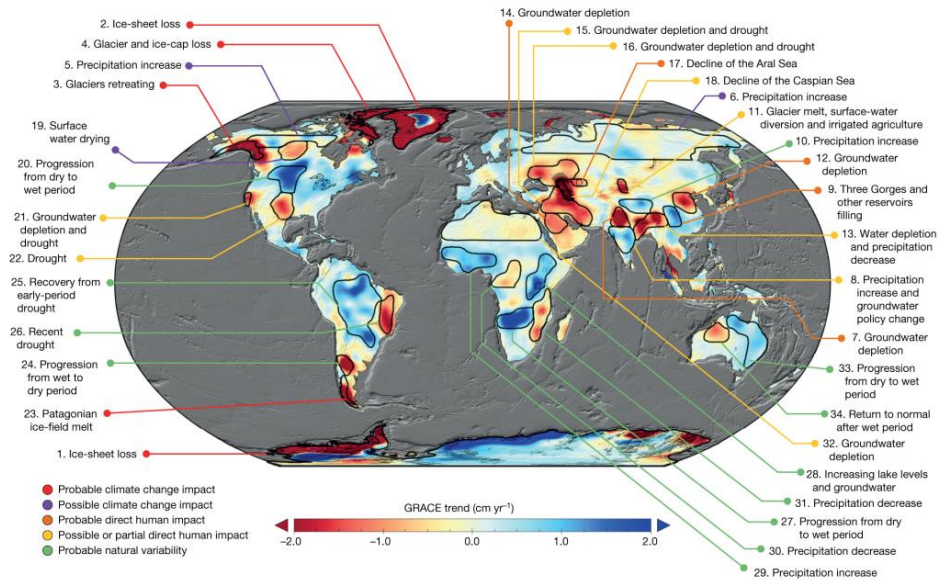 14. Groundwater depletion
2. Ice-sheet loss
15. Groundwater depletion and drought
4. Glacier and ice-cap loss
16. Groundwater depletion and drought
5. Precipitation increase
17. Decline of the Aral Sea
3. Glaciers retreating
18. Decline of the Caspian Sea
6. Precipitation increase
11. Glacier melt, surface-water
diversion and irrigated agriculture
19. Surface
water drying
10. Precipitation increase
20. Progression
from dry to
wet period
12. Groundwater
depletion
9. Three Gorges and
other reservoirs
filling
21. Groundwater
depletion and
drought
13. Water depletion
and precipitation
decrease
22. Drought
8. Precipitation
increase and
groundwater
policy change
25. Recovery from
early-period
drought
26. Recent
drought
7. Groundwater
depletion
24. Progression
from wet to
dry period
33. Progression
from dry to wet
period
23. Patagonian
ice-field melt
34. Return to normal
after wet period
1. Ice-sheet loss
32. Groundwater
depletion
28. Increasing lake levels
and groundwater
31. Precipitation decrease
27. Progression from dry
to wet period
30. Precipitation decrease
29. Precipitation increase
Probable climate change impact
Possible climate change impact
Probable direct human impact
Possible or partial direct human impact
Probable natural variability
GRACE trend (cm yr⁻¹)
−2.0 −1.0 0.0 1.0 2.0